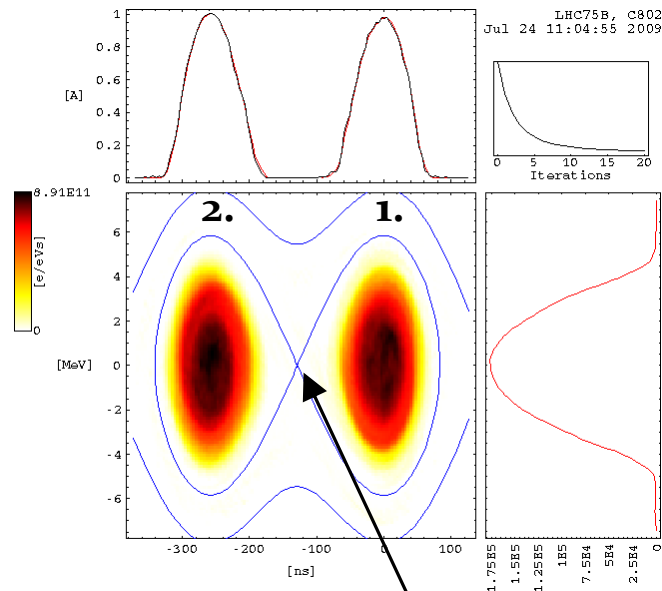 LHC75B, C802
Jul 24 11:04:55 2009
1
0.8
0.6
[A]
0.4
0.2
0
0 5 10 15 20
Iterations
8.91E11
[e/eVs]
0
2. 1.
6
4
2
[MeV] 0
-2
-4
-6
-300 -200 -100 0 100
[ns]
1.75E5
1.5E5
1.25E5
1E5
7.5E4
5E4
2.5E4
0